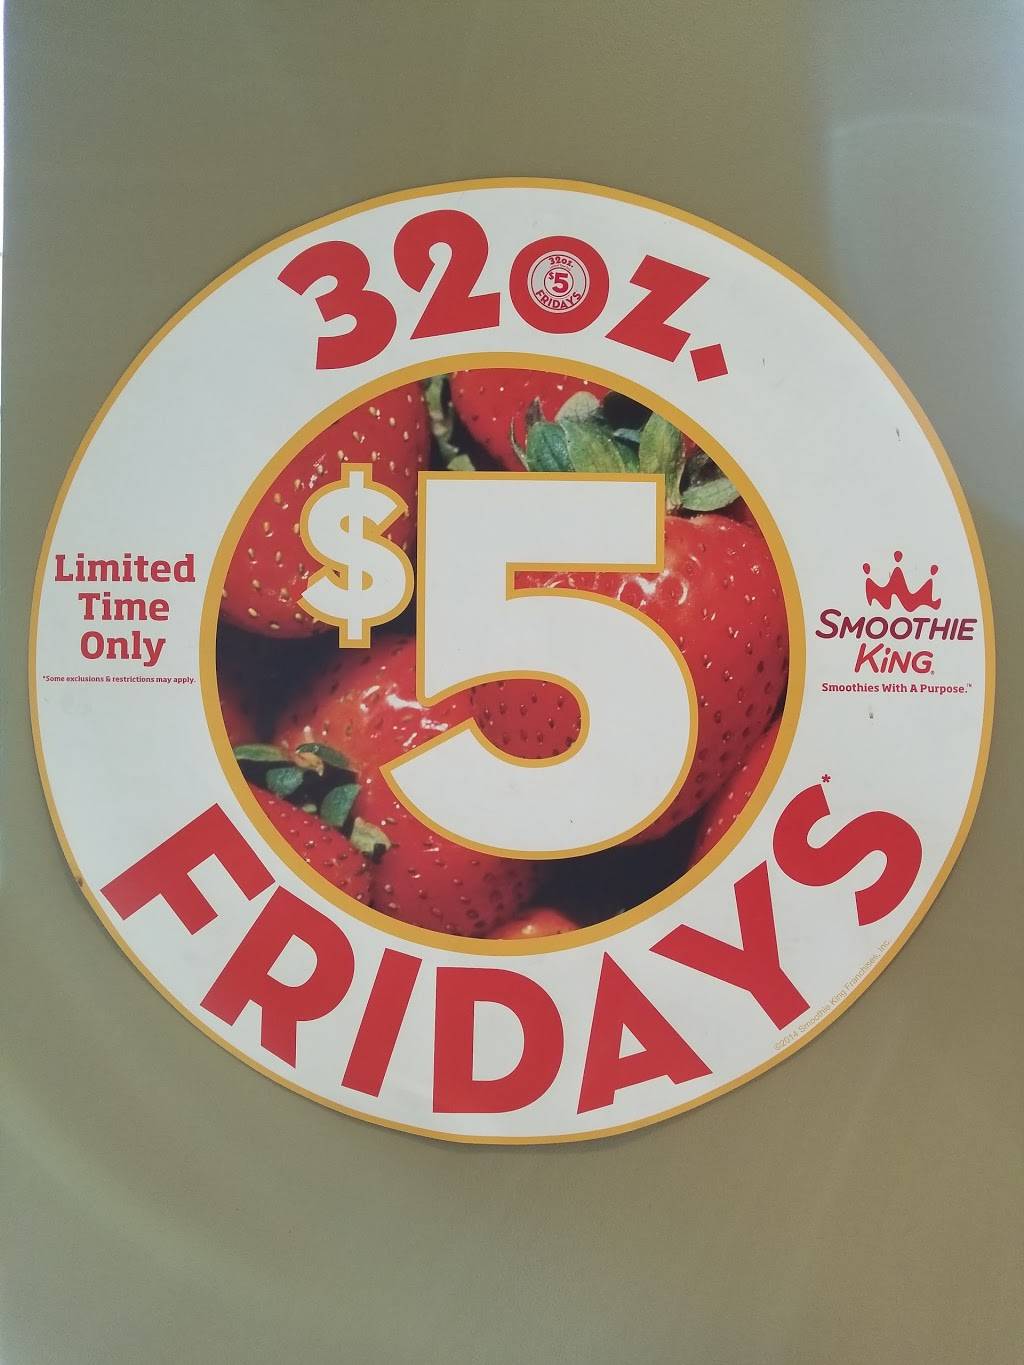 32oz.
32oz.
$5
FRIDAYS
$5
Limited
Time
Only
*Some exclusions & restrictions may apply.
SMOOTHIE
KiNG®
Smoothies With A Purpose.™
FRIDAYS*
©2014 Smoothie King Franchises, Inc.